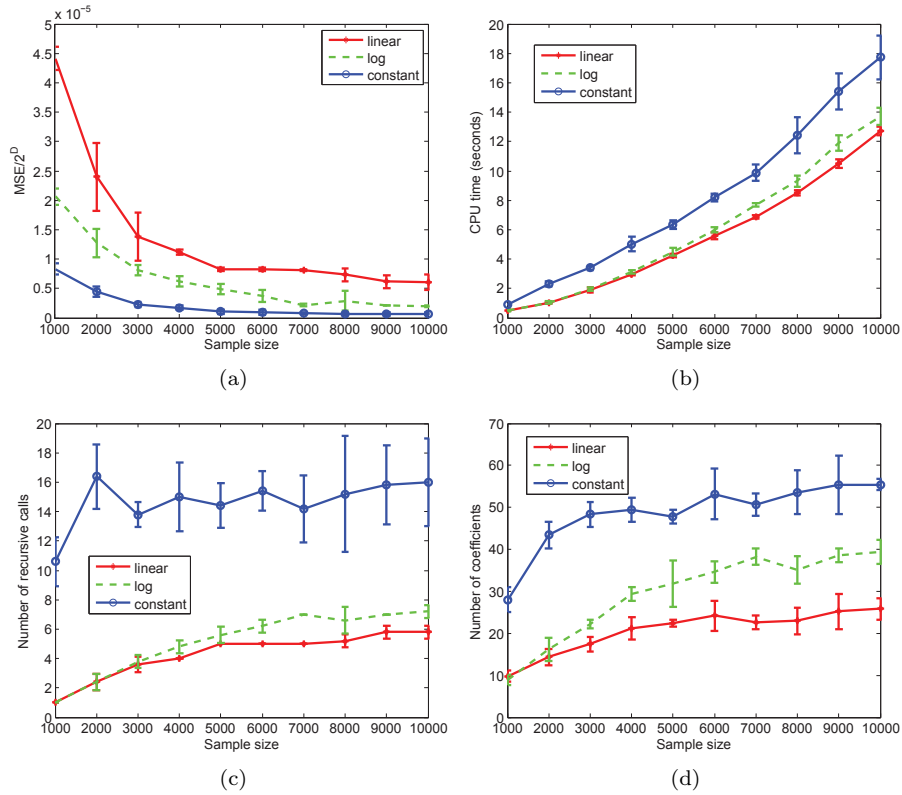 x 10⁻⁵
5
4.5
4
3.5
3
2.5
2
1.5
1
0.5
0
MSE/2ᴰ
linear
log
constant
1000 2000 3000 4000 5000 6000 7000 8000 9000 10000
Sample size
(a)
20
18
16
14
12
10
8
6
4
2
0
CPU time (seconds)
linear
log
constant
1000 2000 3000 4000 5000 6000 7000 8000 9000 10000
Sample size
(b)
20
18
16
14
12
10
8
6
4
2
0
Number of recursive calls
linear
log
constant
1000 2000 3000 4000 5000 6000 7000 8000 9000 10000
Sample size
(c)
70
60
50
40
30
20
10
0
Number of coefficients
linear
log
constant
1000 2000 3000 4000 5000 6000 7000 8000 9000 10000
Sample size
(d)